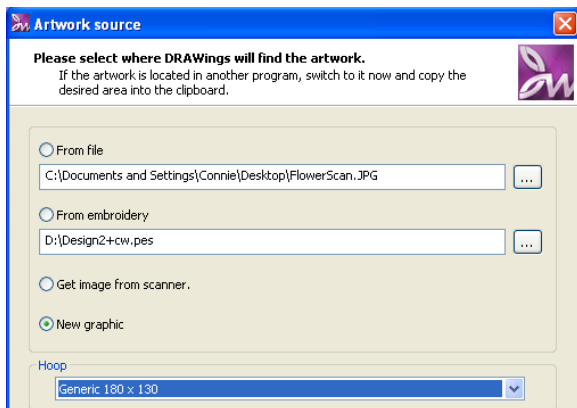 Artwork source
Please select where DRAWings will find the artwork.
If the artwork is located in another program, switch to it now and copy the
desired area into the clipboard.
From file
C:\Documents and Settings\Connie\Desktop\FlowerScan.JPG
...
From embroidery
D:\Design2+cw.pes
...
Get image from scanner.
New graphic
Hoop
Generic 180 x 130